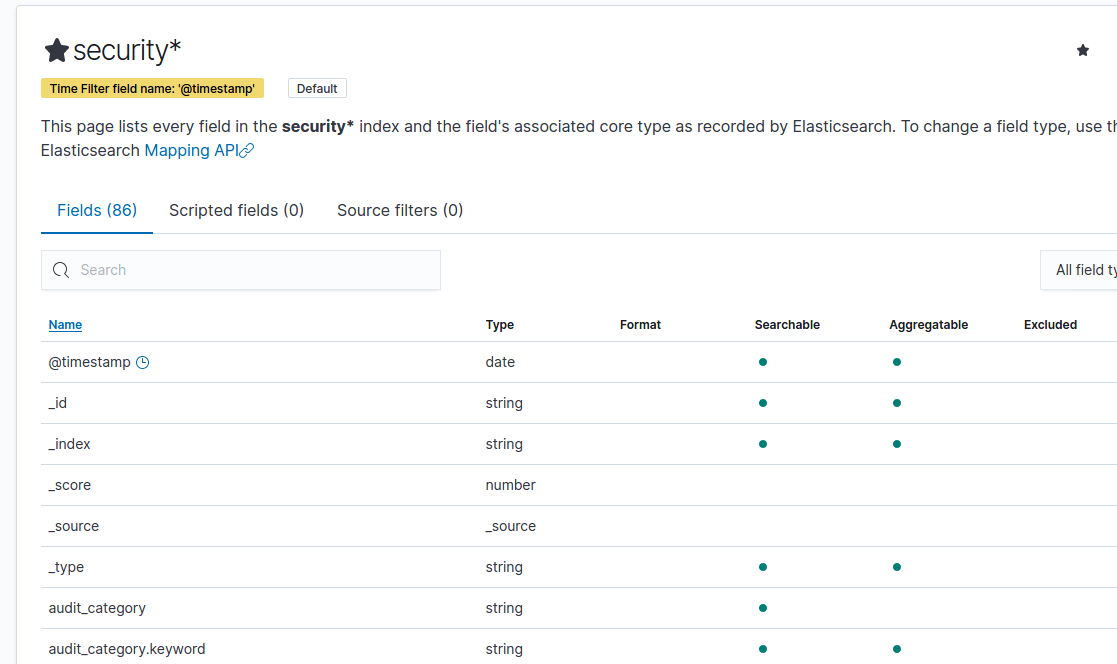 security*
Time Filter field name: '@timestamp' Default
This page lists every field in the security* index and the field's associated core type as recorded by Elasticsearch. To change a field type, use
Elasticsearch Mapping API
Fields (86) Scripted fields (0) Source filters (0)
Search All field
Name Type Format Searchable Aggregatable Excluded
@timestamp date
_id string
_index string
_score number
_source _source
_type string
audit_category string
audit_category.keyword string